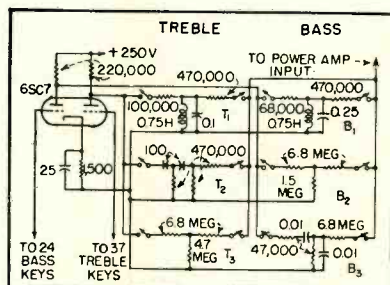 TREBLE BASS
+250V
220,000
TO POWER AMP
INPUT
6SC7
470,000
470,000
100,000
0.75H
0.1
T1
68,000
0.75H
0.25
B1
100
470,000
T2
6.8 MEG
1.5
MEG
B2
25
1,500
6.8 MEG
4.7
MEG
T3
0.01
6.8 MEG
47,000
0.01
B3
TO 24
BASS
KEYS
TO 37
TREBLE
KEYS